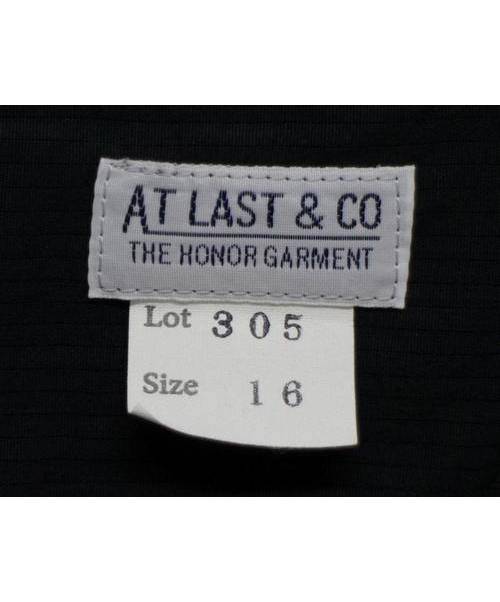 AT LAST & CO
THE HONOR GARMENT
Lot 305
Size 16